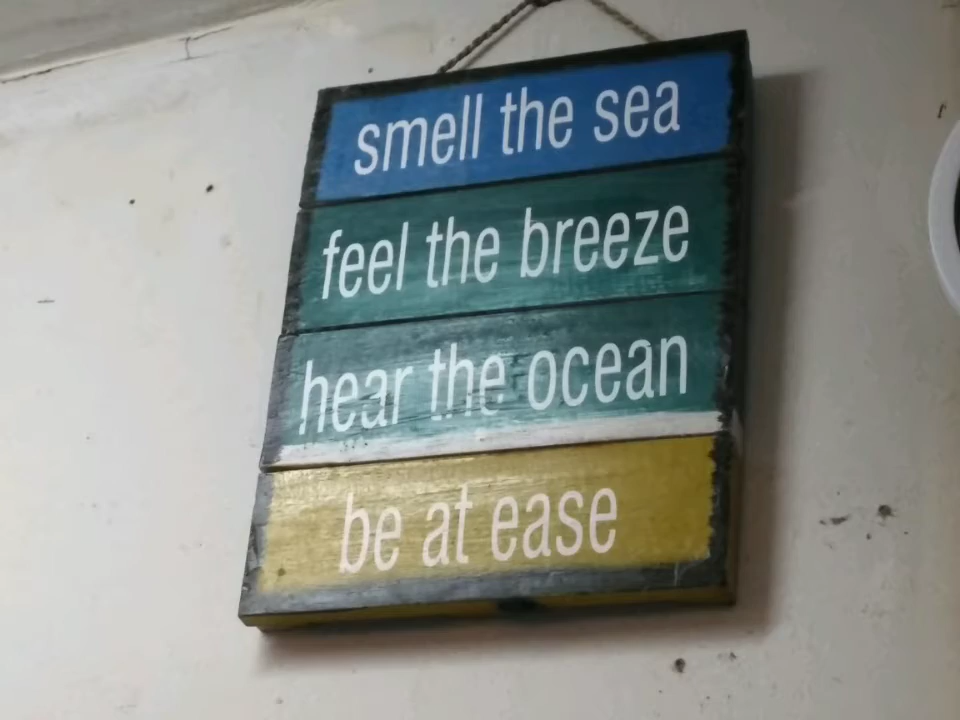 smell the sea
feel the breeze
hear the ocean
be at ease